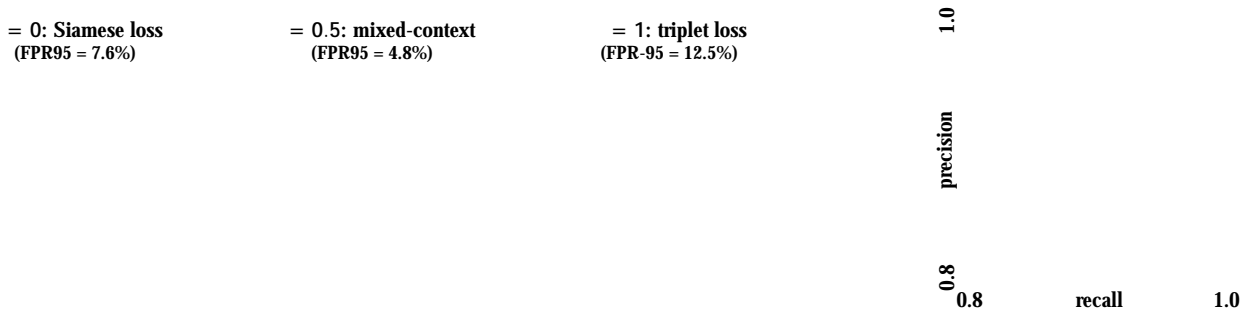 = 0: Siamese loss
(FPR95 = 7.6%)
= 0.5: mixed-context
(FPR95 = 4.8%)
= 1: triplet loss
(FPR-95 = 12.5%)
1.0
precision
0.8
0.8 recall 1.0